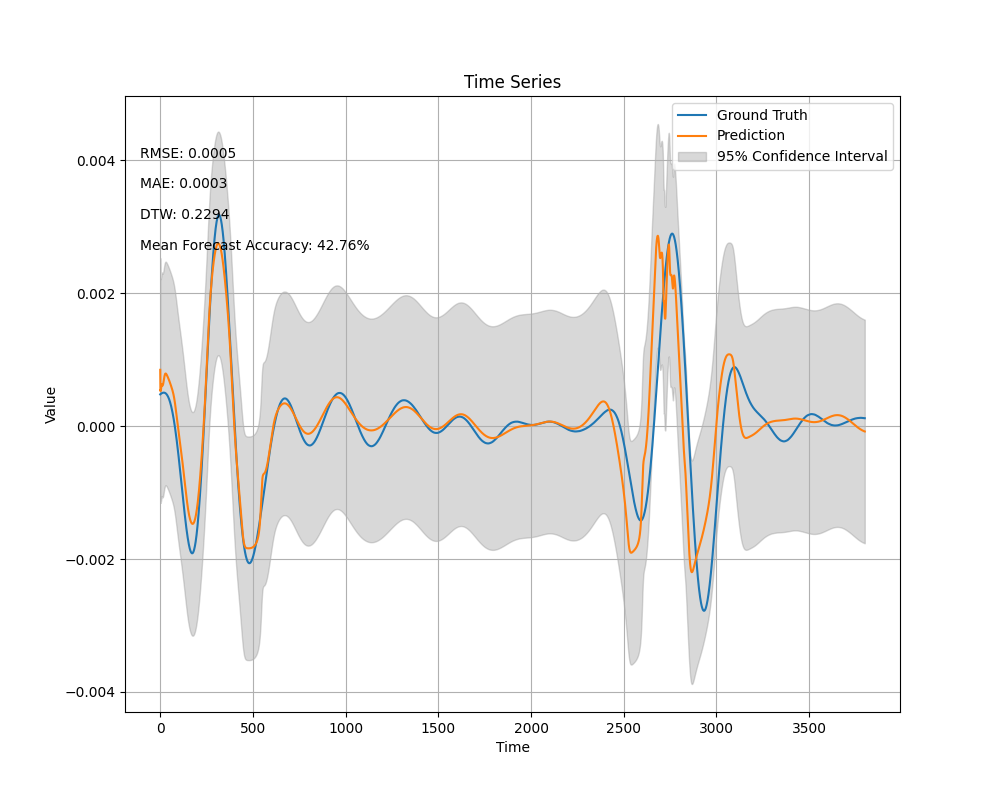 Time Series
Ground Truth
Prediction
95% Confidence Interval
RMSE: 0.0005
MAE: 0.0003
DTW: 0.2294
Mean Forecast Accuracy: 42.76%
0.004
0.002
0.000
−0.002
−0.004
Value
0 500 1000 1500 2000 2500 3000 3500
Time